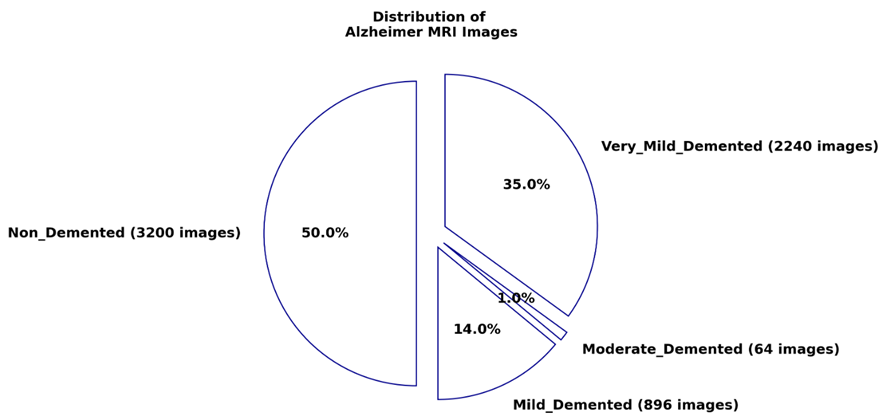 Distribution of
Alzheimer MRI Images
Very_Mild_Demented (2240 images)
35.0%
Non_Demented (3200 images)
50.0%
1.0%
14.0%
Moderate_Demented (64 images)
Mild_Demented (896 images)